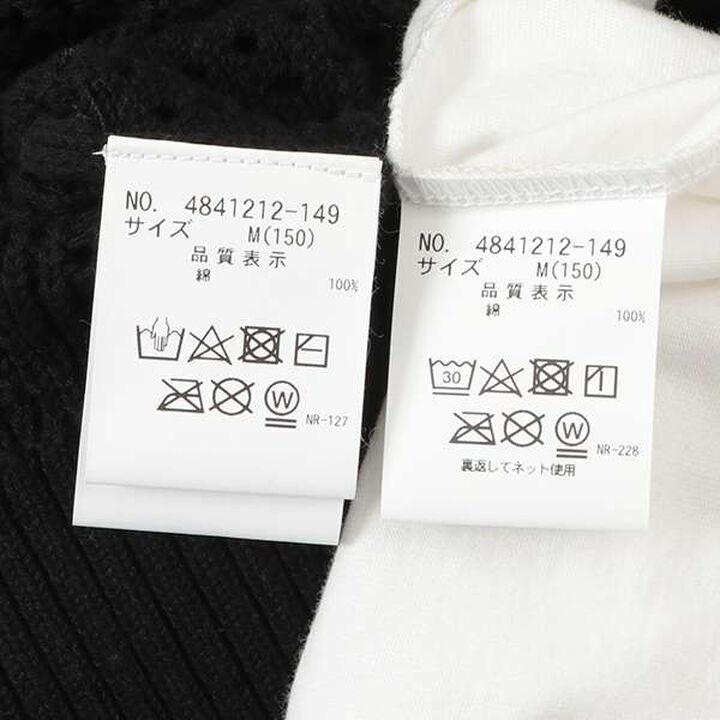 NO. 4841212-149
サイズ M(150)
品質表示
綿 100%
W NR-127
NO. 4841212-149
サイズ M(150)
品質表示
綿 100%
30
W NR-228
裏返してネット使用